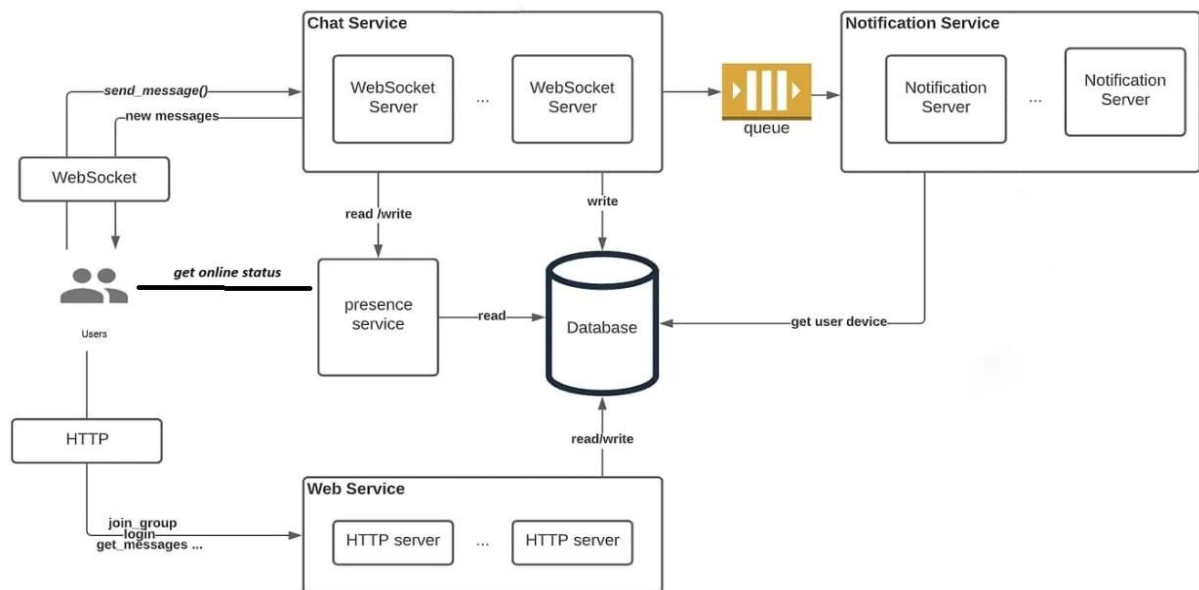 Chat Service
Notification Service
WebSocket
Server
...
WebSocket
Server
Notification
Server
...
Notification
Server
send_message()
new messages
queue
WebSocket
read /write
write
get online status
presence
service
read
Database
get user device
Users
HTTP
read/write
Web Service
join_group
login
get_messages ...
HTTP server
...
HTTP server